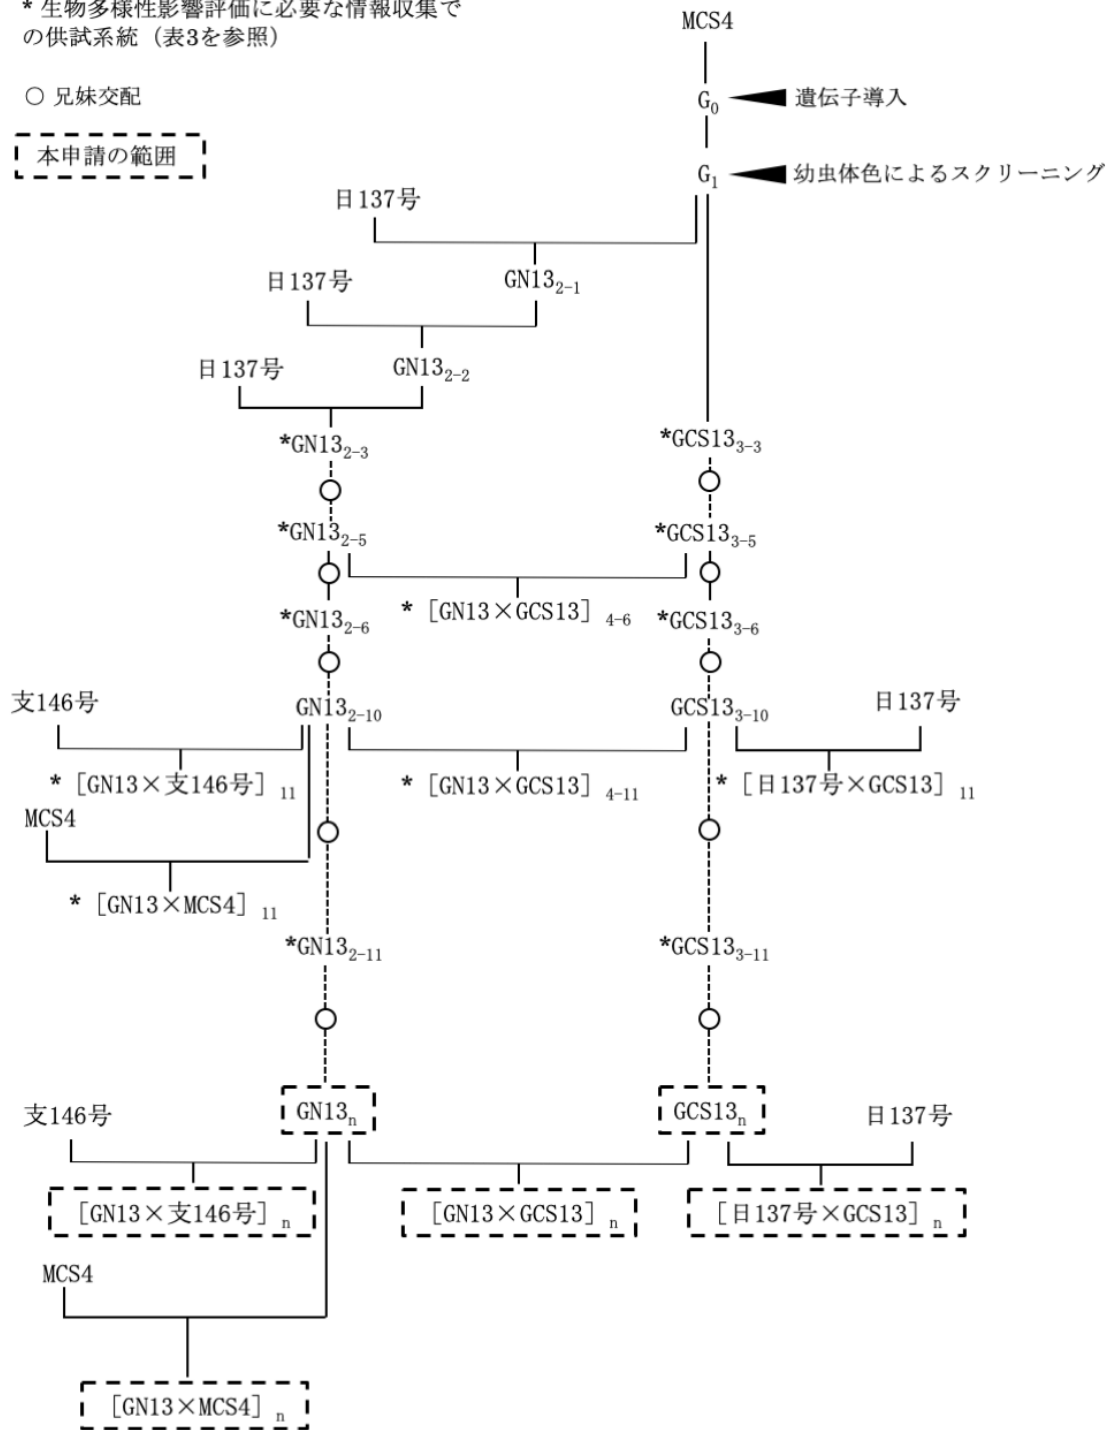 * 生物多様性影響評価に必要な情報収集で
の供試系統（表3を参照）
○ 兄妹交配
本申請の範囲
MCS4
G0 遺伝子導入
G1 幼虫体色によるスクリーニング
日137号
日137号 GN132-1
日137号 GN132-2
*GN132-3 *GCS133-3
*GN132-5 *GCS133-5
*［GN13×GCS13］4-6
*GN132-6 *GCS133-6
支146号 GN132-10 GCS133-10 日137号
*［GN13×支146号］11 *［GN13×GCS13］4-11 *［日137号×GCS13］11
MCS4
*［GN13×MCS4］11
*GN132-11 *GCS133-11
支146号 GN13n GCS13n 日137号
［GN13×支146号］n ［GN13×GCS13］n ［日137号×GCS13］n
MCS4
［GN13×MCS4］n